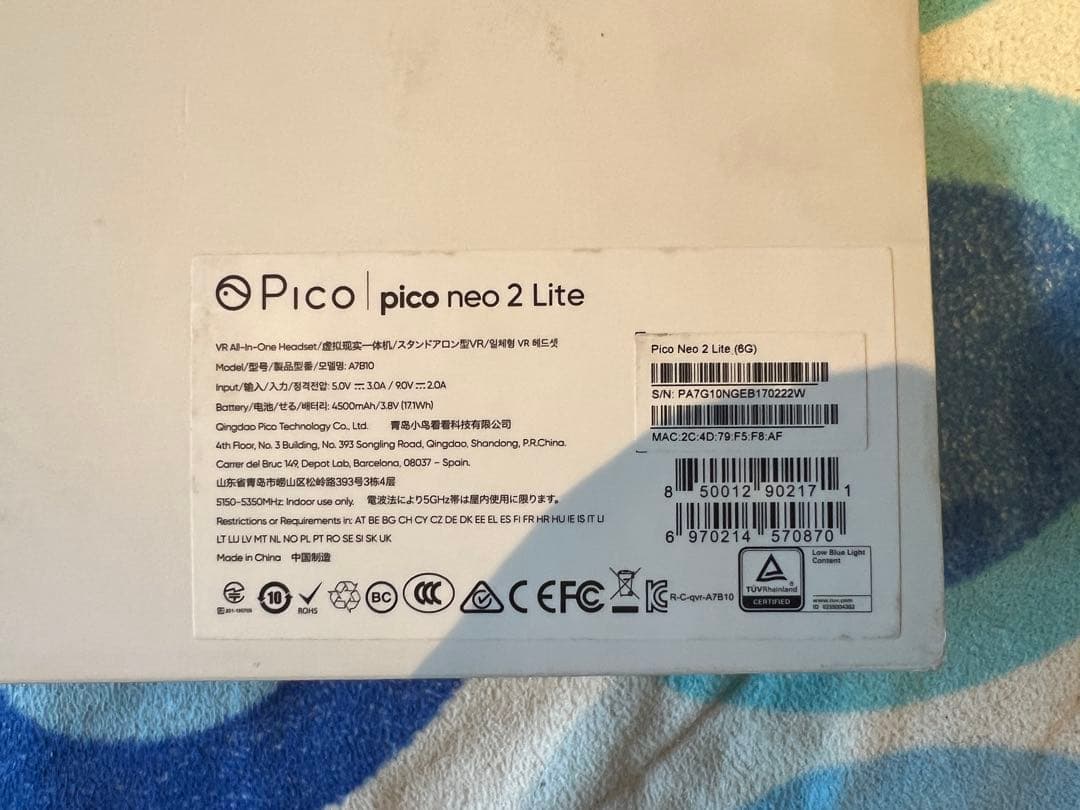 Pico | pico neo 2 Lite
VR All-In-One Headset/虚拟现实一体机/スタンドアロン型VR/일체형 VR 헤드셋
Model/型号/製品型番/모델명: A7B10
Input/输入/入力/정격전압: 5.0V ⎓ 3.0A / 9.0V ⎓ 2.0A
Battery/电池/せる/배터리: 4500mAh/3.8V (17.1Wh)
Qingdao Pico Technology Co., Ltd. 青岛小鸟看看科技有限公司
4th Floor, No. 3 Building, No. 393 Songling Road, Qingdao, Shandong, P.R.China.
Carrer del Bruc 149, Depot Lab, Barcelona, 08037 – Spain.
山东省青岛市崂山区松岭路393号3栋4层
5150-5350MHz: Indoor use only. 電波法により5GHz帯は屋内使用に限ります。
Restrictions or Requirements in: AT BE BG CH CY CZ DE DK EE EL ES FI FR HR HU IE IS IT LI
LT LU LV MT NL NO PL PT RO SE SI SK UK
Made in China 中国制造
Pico Neo 2 Lite (6G)
S/N: PA7G10NGEB170222W
MAC:2C:4D:79:F5:F8:AF
8 50012 90217 1
6 970214 570870
10
ROHS
BC
CCC
CE FC
KC
R-C-qvr-A7B10
TÜVRheinland®
CERTIFIED
Low Blue Light
Content
www.tuv.com